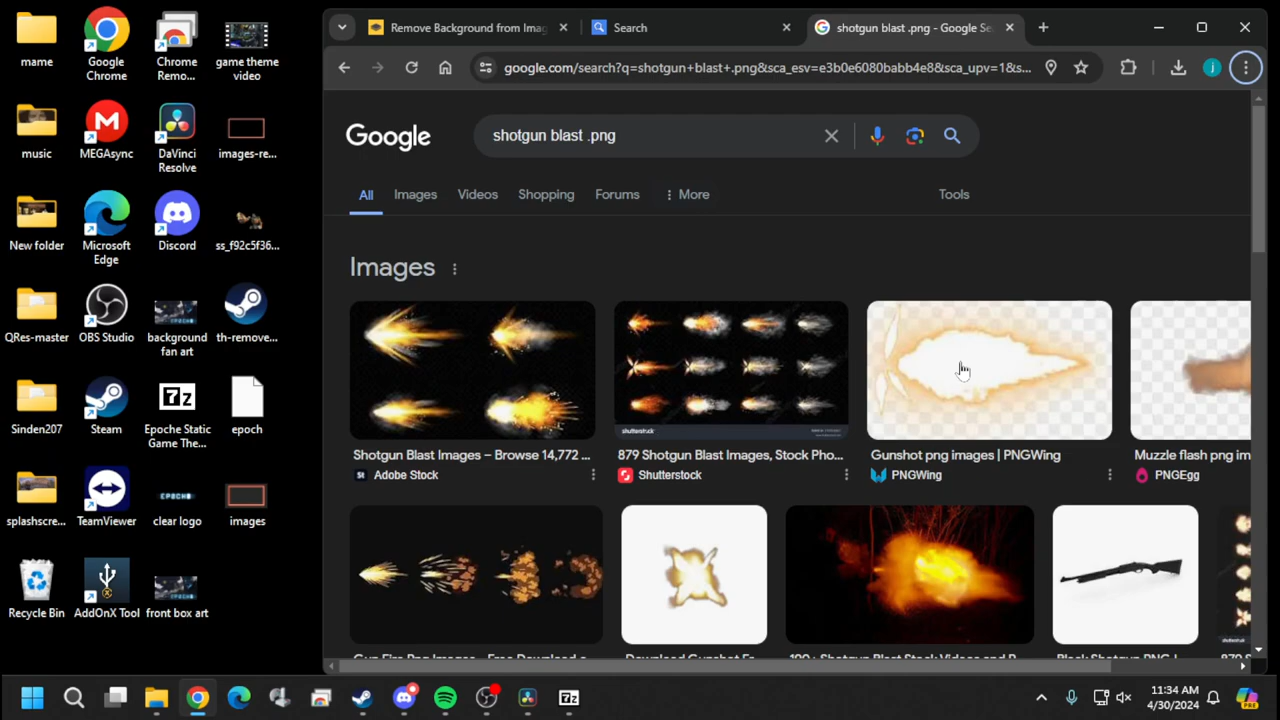 mame
Google Chrome
Chrome Remo...
game theme video
music
MEGAsync
DaVinci Resolve
images-re...
New folder
Microsoft Edge
Discord
ss_f92c5f36...
QRes-master
OBS Studio
background fan art
th-remove...
Sinden207
Steam
Epoche Static Game The...
epoch
splashscre...
TeamViewer
clear logo
images
Recycle Bin
AddOnX Tool
front box art
Remove Background from Imag
Search
shotgun blast .png - Google Se
google.com/search?q=shotgun+blast+.png&sca_esv=e3b0e6080babb4e8&sca_upv=1&s...
j
Google
shotgun blast .png
All
Images
Videos
Shopping
Forums
More
Tools
Images
shutterstock
Shotgun Blast Images – Browse 14,772 ...
879 Shotgun Blast Images, Stock Pho...
Gunshot png images | PNGWing
Muzzle flash png im
St Adobe Stock
Shutterstock
PNGWing
PNGEgg
7z
11:34 AM
4/30/2024